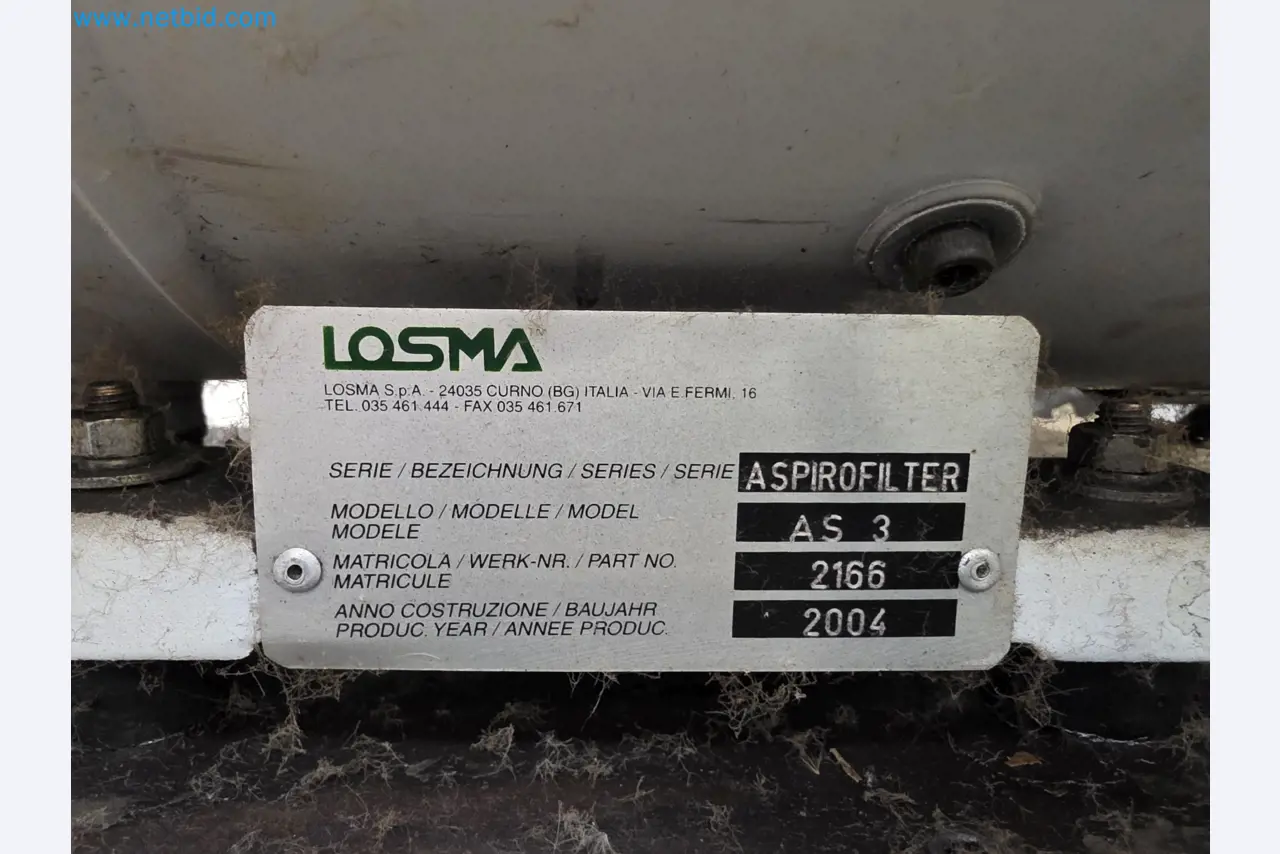 www.netbid.com
LOSMA
LOSMA S.p.A. - 24035 CURNO (BG) ITALIA - VIA E.FERMI, 16
TEL. 035 461.444 - FAX 035 461.671
SERIE / BEZEICHNUNG / SERIES / SERIE ASPIROFILTER
MODELLO / MODELLE / MODEL
MODELE AS 3
MATRICOLA / WERK-NR. / PART NO. 2166
MATRICULE
ANNO COSTRUZIONE / BAUJAHR
PRODUC. YEAR / ANNEE PRODUC. 2004